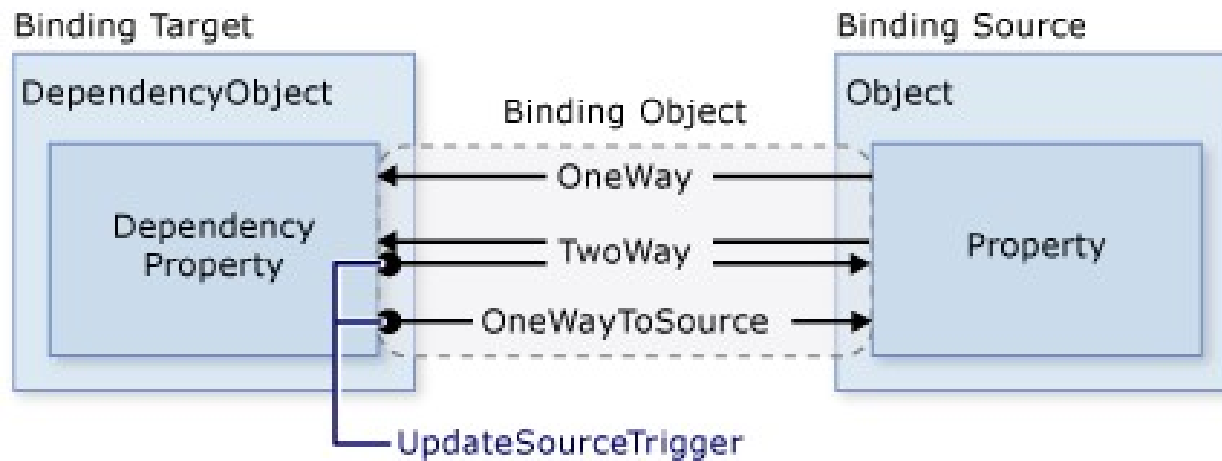 Binding Target
Binding Source
DependencyObject
Object
Binding Object
OneWay
Dependency
Property
TwoWay
Property
OneWayToSource
UpdateSourceTrigger